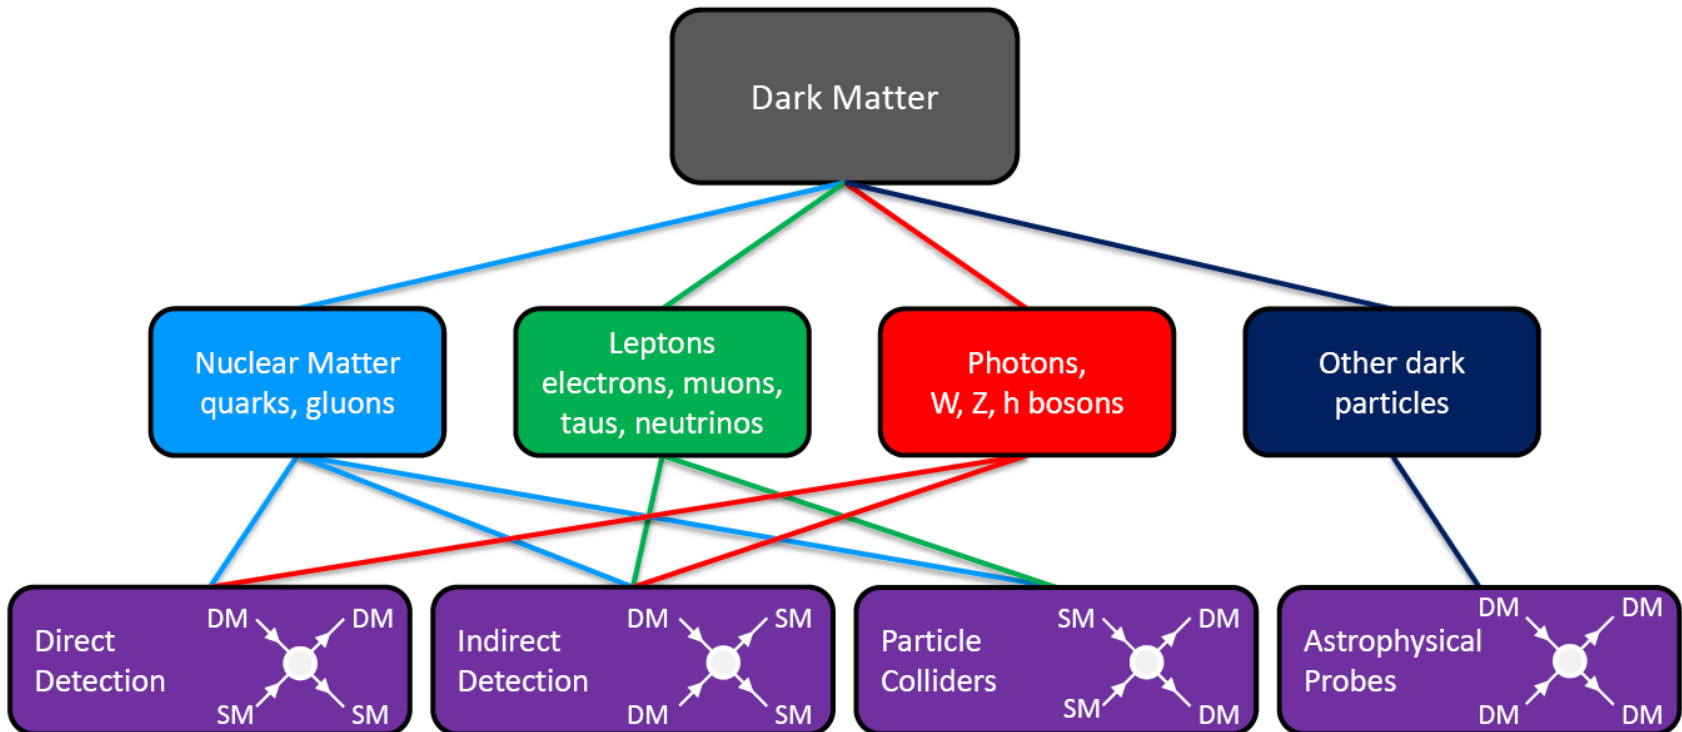 Dark Matter
Nuclear Matter
quarks, gluons
Leptons
electrons, muons,
taus, neutrinos
Photons,
W, Z, h bosons
Other dark
particles
Direct
Detection
DM
DM
SM
SM
Indirect
Detection
DM
SM
DM
SM
Particle
Colliders
SM
DM
SM
DM
Astrophysical
Probes
DM
DM
DM
DM